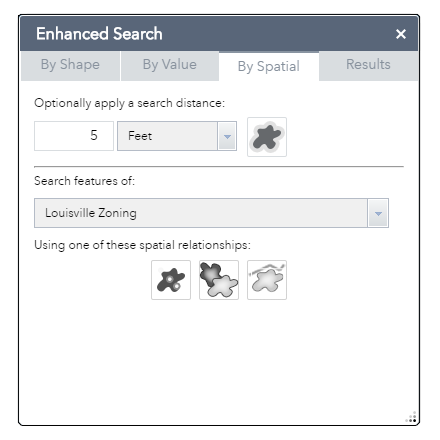 Enhanced Search
By Shape By Value By Spatial Results
Optionally apply a search distance:
5 Feet
Search features of:
Louisville Zoning
Using one of these spatial relationships: